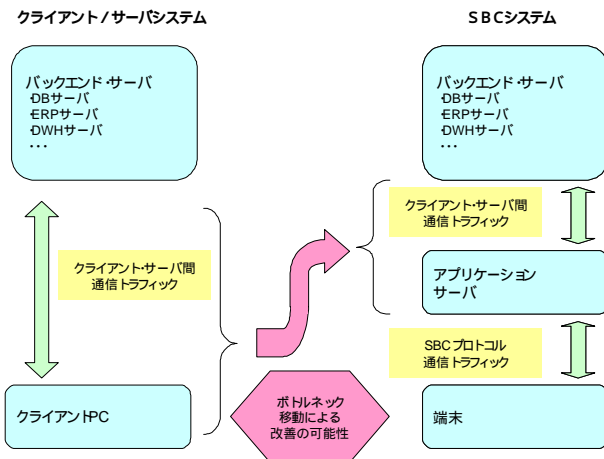 クライアント/サーバシステム
バックエンド・サーバ
・DBサーバ
・ERPサーバ
・DWHサーバ
・・・
クライアント・サーバ間
通信トラフィック
クライアントPC
ボトルネック
移動による
改善の可能性
SBCシステム
バックエンド・サーバ
・DBサーバ
・ERPサーバ
・DWHサーバ
・・・
クライアント・サーバ間
通信トラフィック
アプリケーション
サーバ
SBCプロトコル
通信トラフィック
端末